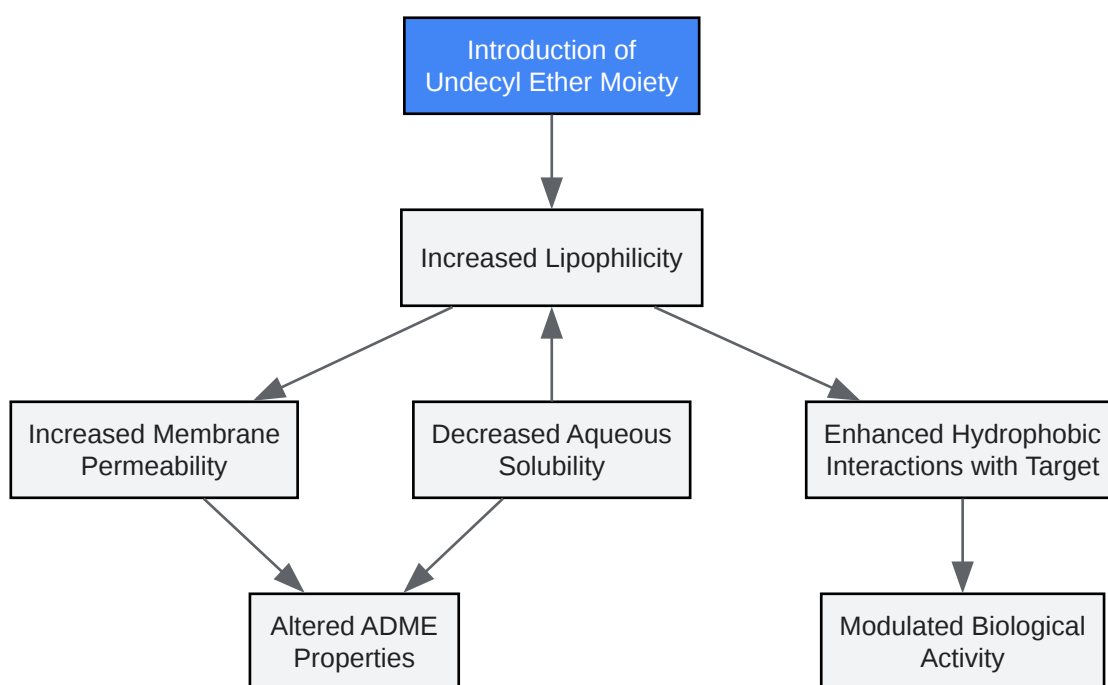 Introduction of
Undecyl Ether Moiety
Increased Lipophilicity
Increased Membrane
Permeability
Decreased Aqueous
Solubility
Enhanced Hydrophobic
Interactions with Target
Altered ADME
Properties
Modulated Biological
Activity